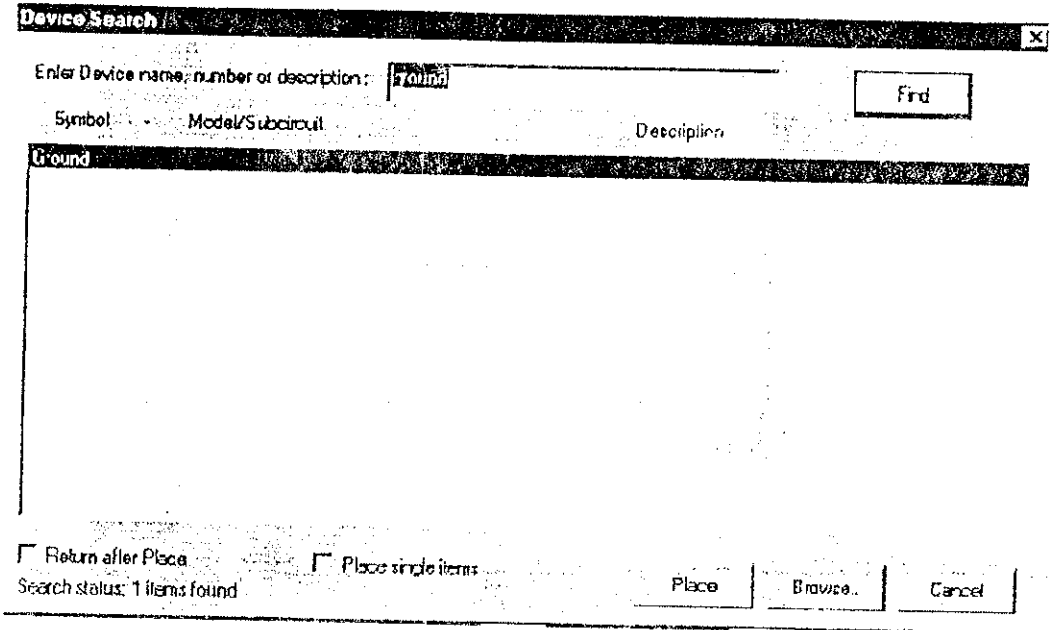 Device Search
Enter Device name, number or description: ground
Find
Symbol Model/Subcircuit Description
Ground
Return after Place
Place single items
Search status: 1 items found
Place Browse.. Cancel